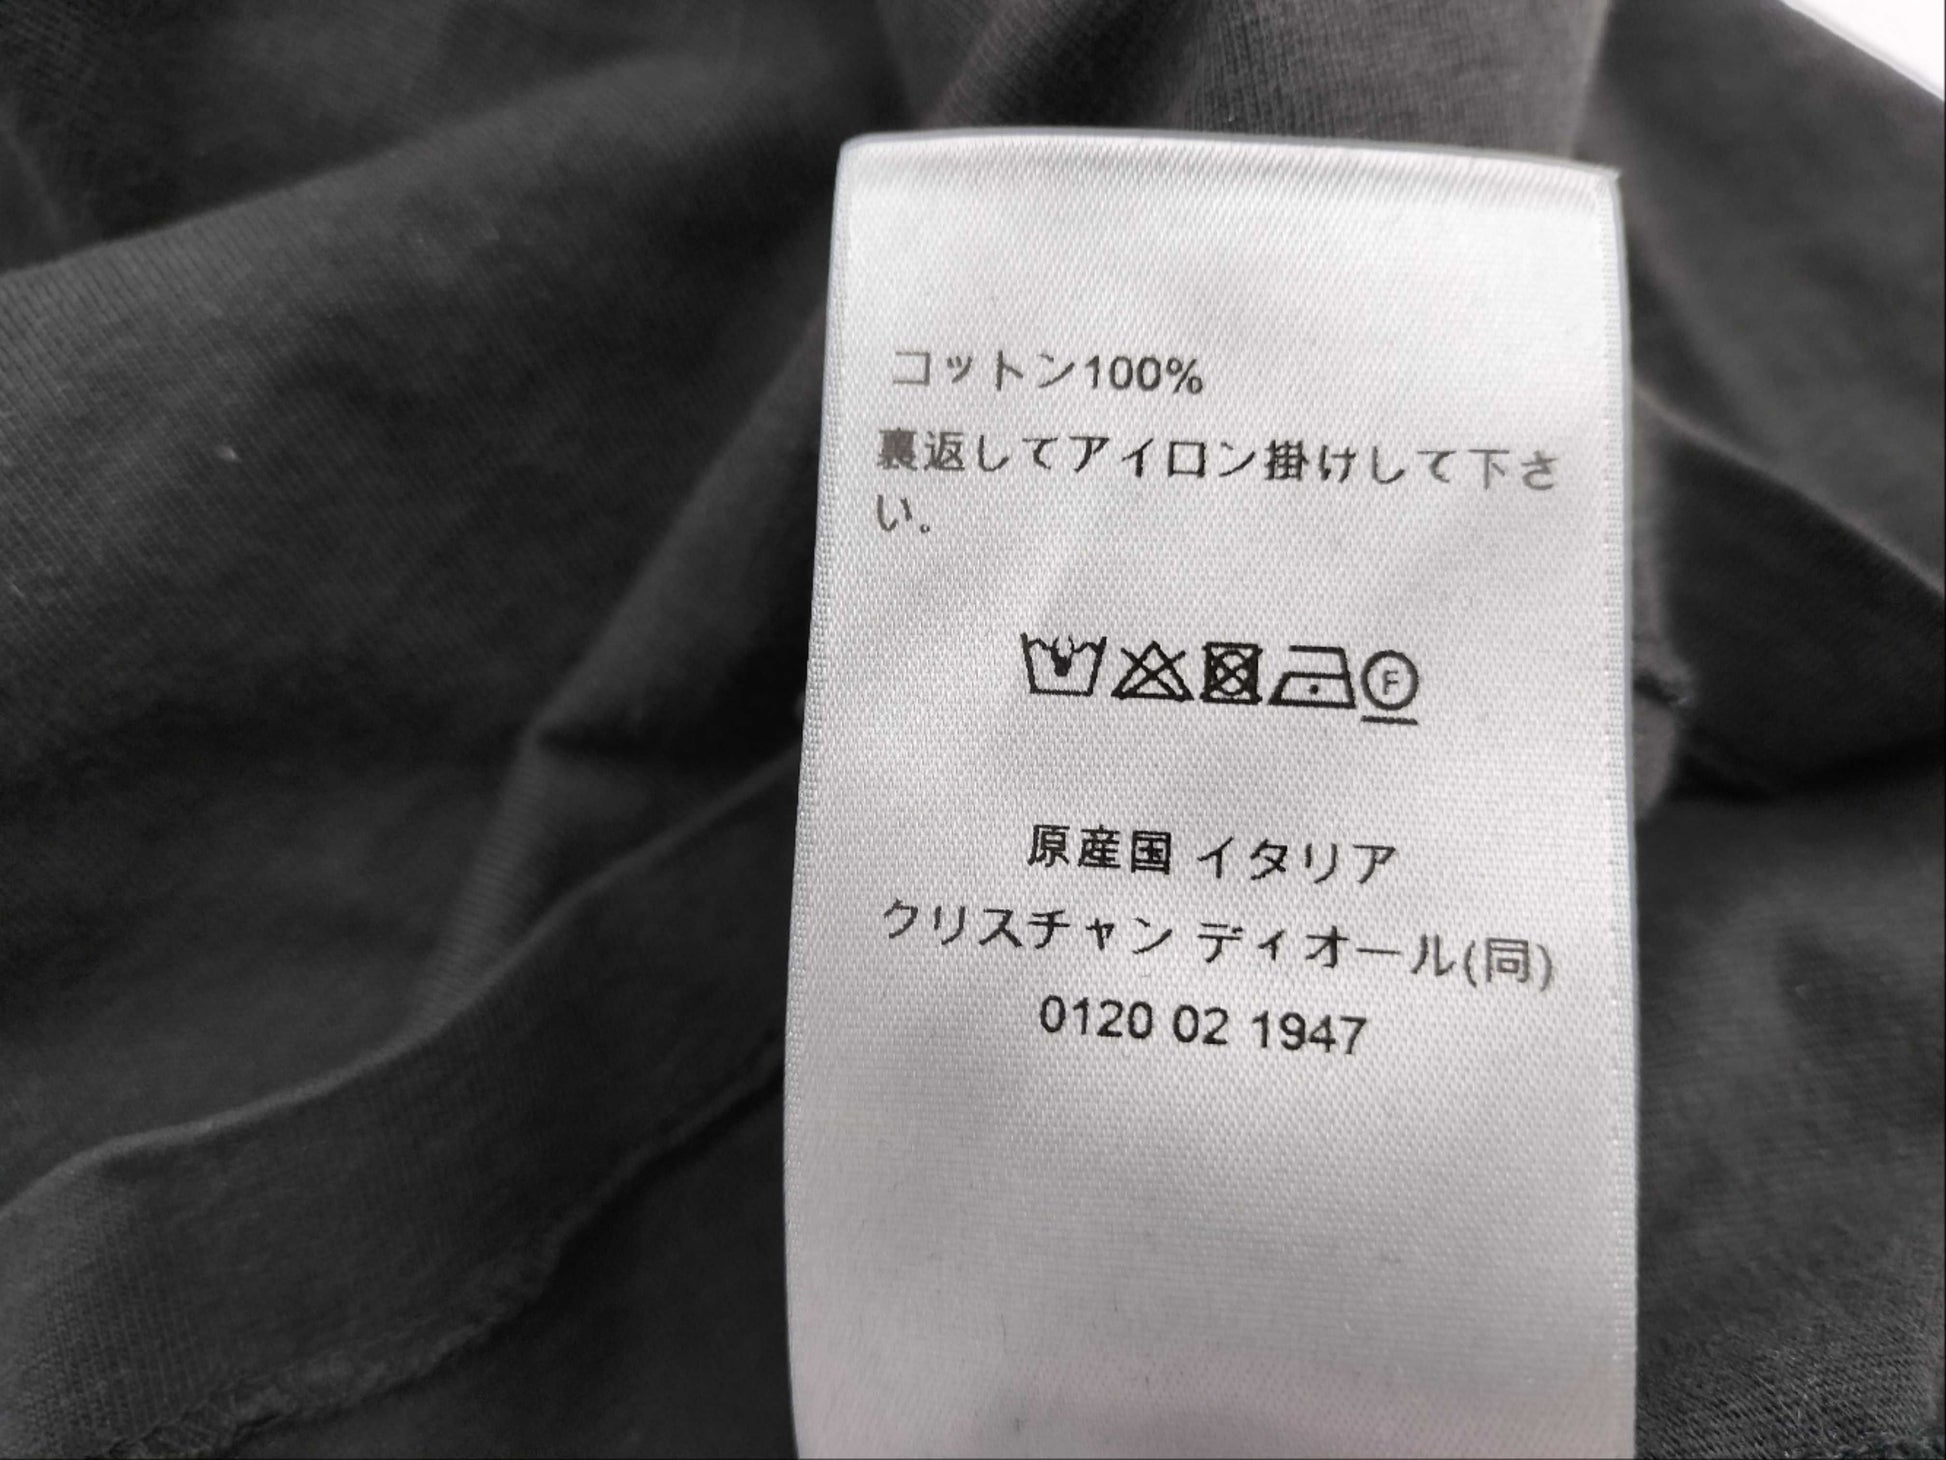 コットン100%
裏返してアイロン掛けして下さ
い。
F
原産国 イタリア
クリスチャン ディオール(同)
0120 02 1947